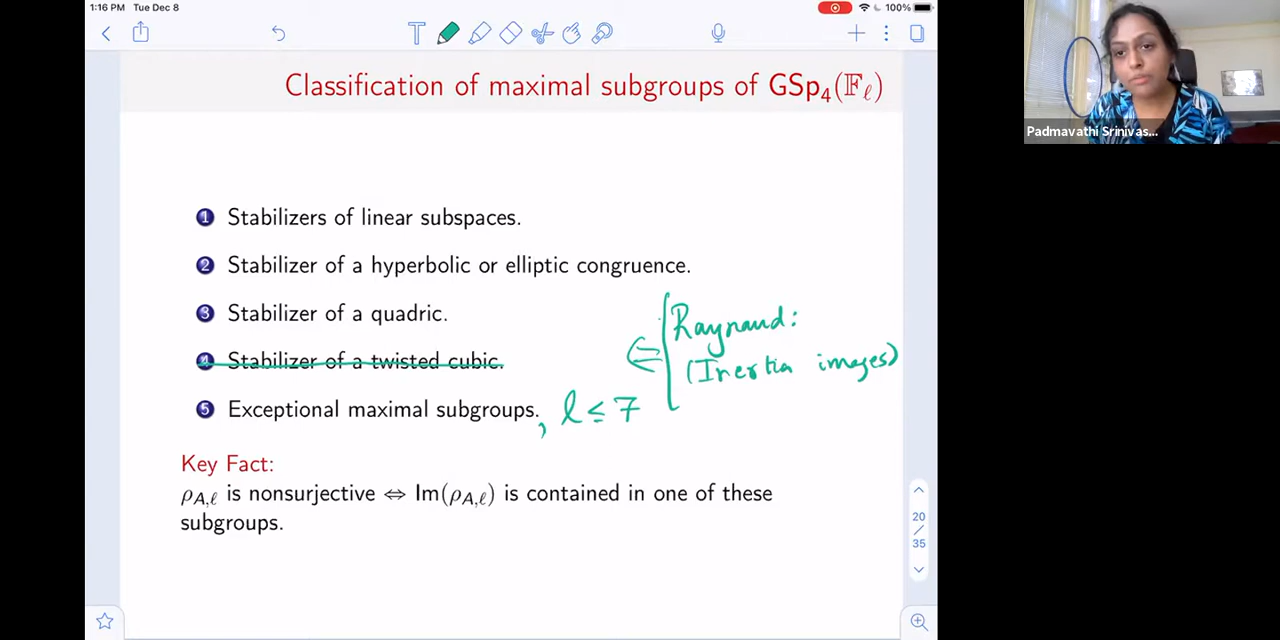 1:16 PM Tue Dec 8
100%
Classification of maximal subgroups of GSp₄(𝔽ℓ)
1 Stabilizers of linear subspaces.
2 Stabilizer of a hyperbolic or elliptic congruence.
3 Stabilizer of a quadric.
4 Stabilizer of a twisted cubic.
5 Exceptional maximal subgroups. , ℓ ≤ 7
⇐ Raynaud:
(Inertia images)
Key Fact:
ρA,ℓ is nonsurjective ⇔ Im(ρA,ℓ) is contained in one of these
subgroups.
20
/
35
Padmavathi Srinivas...